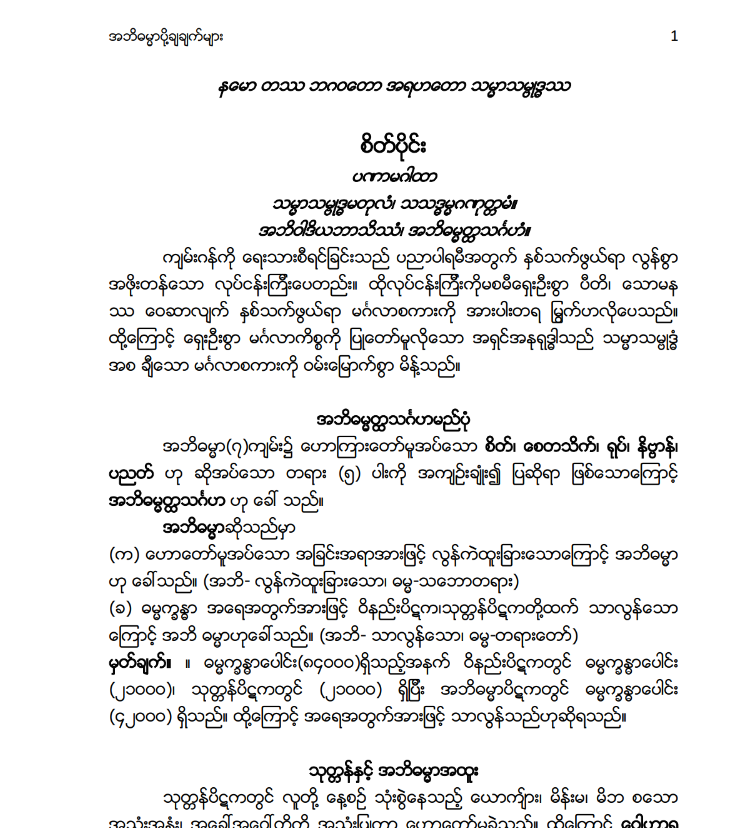 အဘိဓမ္မာပို့ချချက်များ 1
နမော တဿ ဘဂဝတော အရဟတော သမ္မာသမ္ဗုဒ္ဓဿ
စိတ်ပိုင်း
ပဏာမဂါထာ
သမ္မာသမ္ဗုဒ္ဓမတုလံ၊ သသဒ္ဓမ္မဂဏုတ္တမံ။
အဘိဝါဒိယဘာသိဿံ၊ အဘိဓမ္မတ္ထသင်္ဂဟံ။
ကျမ်းဂန်ကို ရေးသားစီရင်ခြင်းသည် ပညာပါရမီအတွက် နှစ်သက်ဖွယ်ရာ လွန်စွာ
အဖိုးတန်သော လုပ်ငန်းကြီးပေတည်း။ ထိုလုပ်ငန်းကြီးကိုမစမီရှေးဦးစွာ ပီတိ၊ သောမန
ဿ ဝေဆာလျက် နှစ်သက်ဖွယ်ရာ မင်္ဂလာစကားကို အားပါးတရ မြွက်ဟလိုပေသည်။
ထို့ကြောင့် ရှေးဦးစွာ မင်္ဂလာကိစ္စကို ပြုတော်မူလိုသော အရှင်အနုရုဒ္ဓါသည် သမ္မာသမ္ဗုဒ္ဓံ
အစ ချီသော မင်္ဂလာစကားကို ဝမ်းမြောက်စွာ မိန့်သည်။
အဘိဓမ္မတ္ထသင်္ဂဟမည်ပုံ
အဘိဓမ္မာ(၇)ကျမ်း၌ ဟောကြားတော်မူအပ်သော စိတ်၊ စေတသိက်၊ ရုပ်၊ နိဗ္ဗာန်၊
ပညတ် ဟု ဆိုအပ်သော တရား (၅) ပါးကို အကျဉ်းချုံး၍ ပြဆိုရာ ဖြစ်သောကြောင့်
အဘိဓမ္မတ္ထသင်္ဂဟ ဟု ခေါ် သည်။
အဘိဓမ္မာဆိုသည်မှာ
(က) ဟောတော်မူအပ်သော အခြင်းအရာအားဖြင့် လွန်ကဲထူးခြားသောကြောင့် အဘိဓမ္မာ
ဟု ခေါ်သည်။ (အဘိ- လွန်ကဲထူးခြားသော၊ ဓမ္မ-သဘောတရား)
(ခ) ဓမ္မက္ခန္ဓာ အရေအတွက်အားဖြင့် ဝိနည်းပိဋက၊သုတ္တန်ပိဋကတို့ထက် သာလွန်သော
ကြောင့် အဘိ ဓမ္မာဟုခေါ်သည်။ (အဘိ- သာလွန်သော၊ ဓမ္မ-တရားတော်)
မှတ်ချက်။ ။ ဓမ္မက္ခန္ဓာပေါင်း(၈၄၀၀၀)ရှိသည့်အနက် ဝိနည်းပိဋကတွင် ဓမ္မက္ခန္ဓာပေါင်း
(၂၁၀၀၀)၊ သုတ္တန်ပိဋကတွင် (၂၁၀၀၀) ရှိပြီး အဘိဓမ္မာပိဋကတွင် ဓမ္မက္ခန္ဓာပေါင်း
(၄၂၀၀၀) ရှိသည်။ ထို့ကြောင့် အရေအတွက်အားဖြင့် သာလွန်သည်ဟုဆိုရသည်။
သုတ္တန်နှင့် အဘိဓမ္မာအထူး
သုတ္တန်ပိဋကတွင် လူတို့ နေ့စဉ် သုံးစွဲနေသည့် ယောကျ်ား၊ မိန်းမ၊ မိဘ စသော